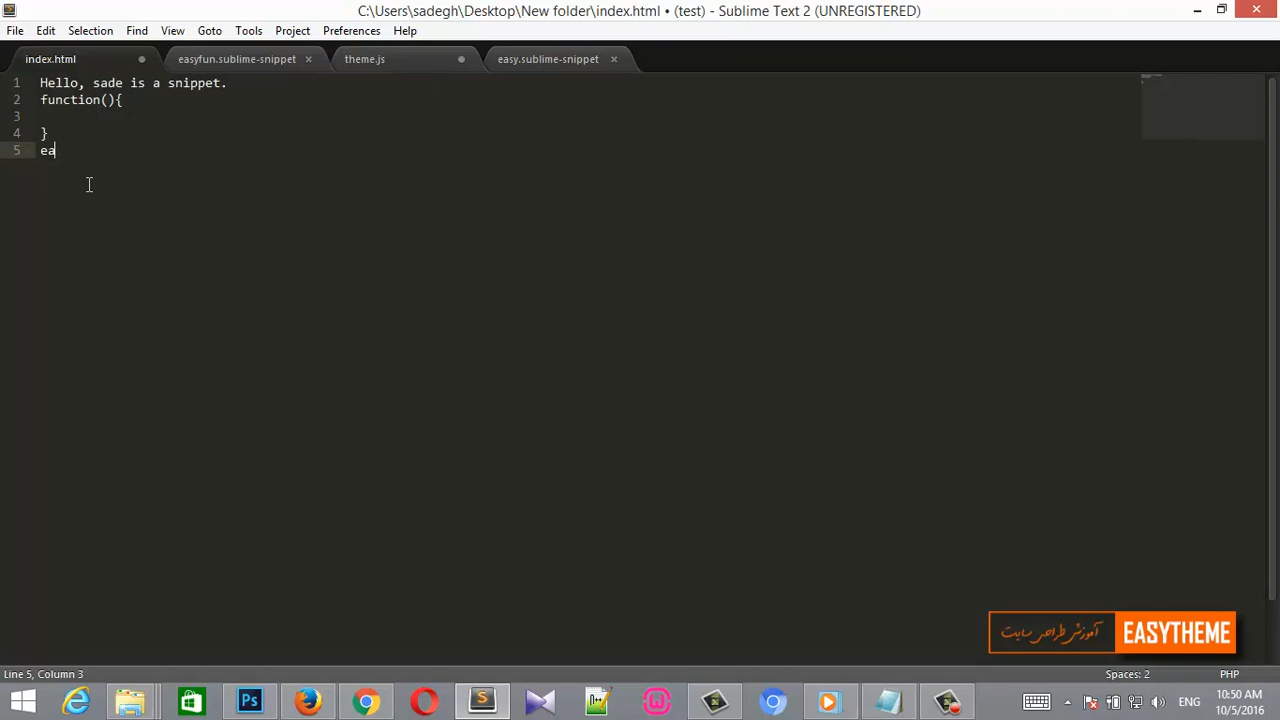 C:\Users\sadegh\Desktop\New folder\index.html • (test) - Sublime Text 2 (UNREGISTERED)
File Edit Selection Find View Goto Tools Project Preferences Help
index.html easyfun.sublime-snippet × theme.js easy.sublime-snippet ×
1 Hello, sade is a snippet.
2 function(){
3
4 }
5 ea
آموزش طراحی سایت EASYTHEME
Line 5, Column 3 Spaces: 2 PHP
Ps S N++ W ENG 10:50 AM
10/5/2016